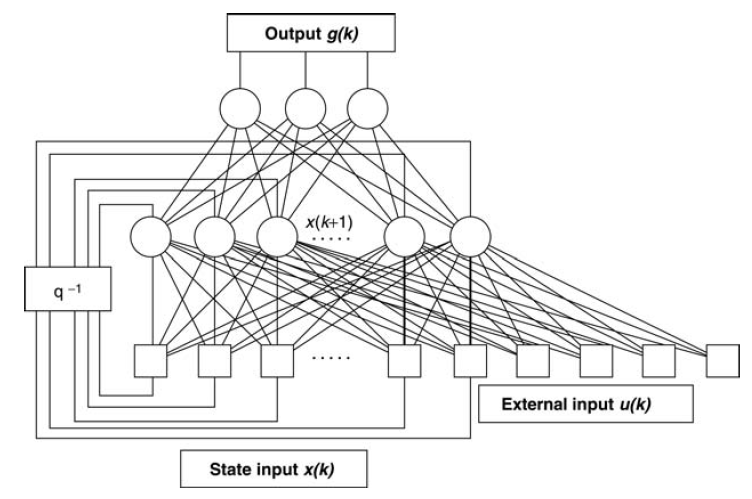 Output g(k)
x(k+1)
.....
q –1
.....
External input u(k)
State input x(k)